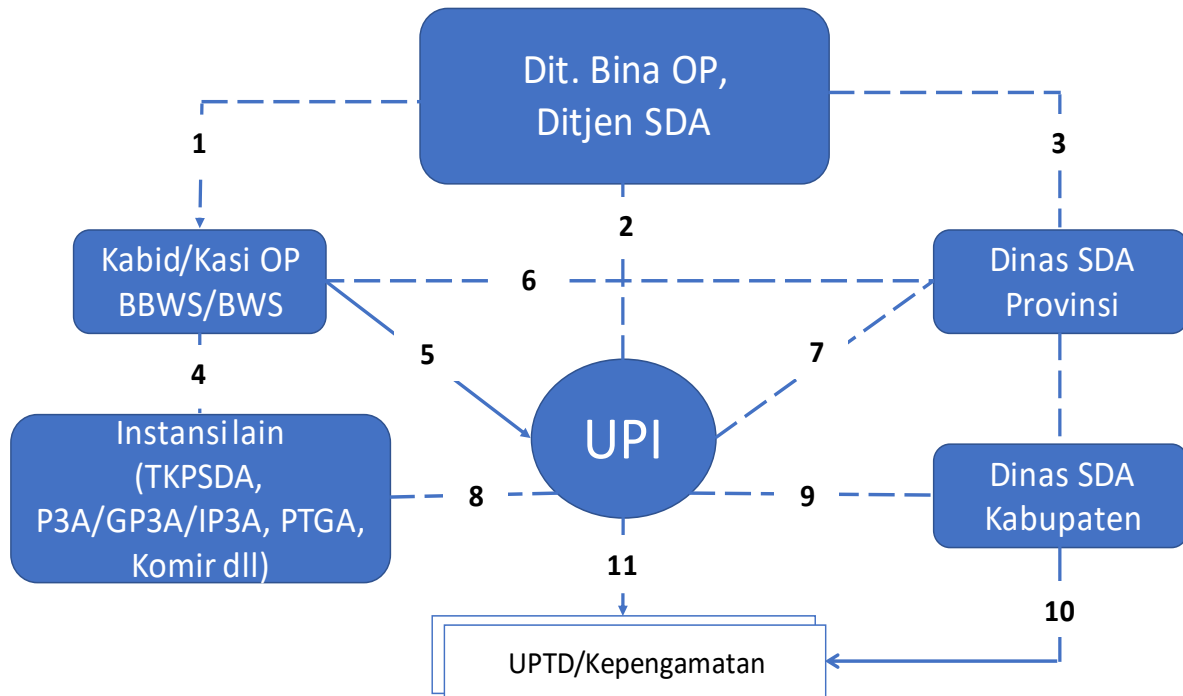 Dit. Bina OP,
Ditjen SDA
1
2
3
Kabid/Kasi OP
BBWS/BWS
6
Dinas SDA
Provinsi
4
5
7
UPI
Instansi lain
(TKPSDA,
P3A/GP3A/IP3A, PTGA,
Komir dll)
8
9
Dinas SDA
Kabupaten
11
10
UPTD/Kepengamatan